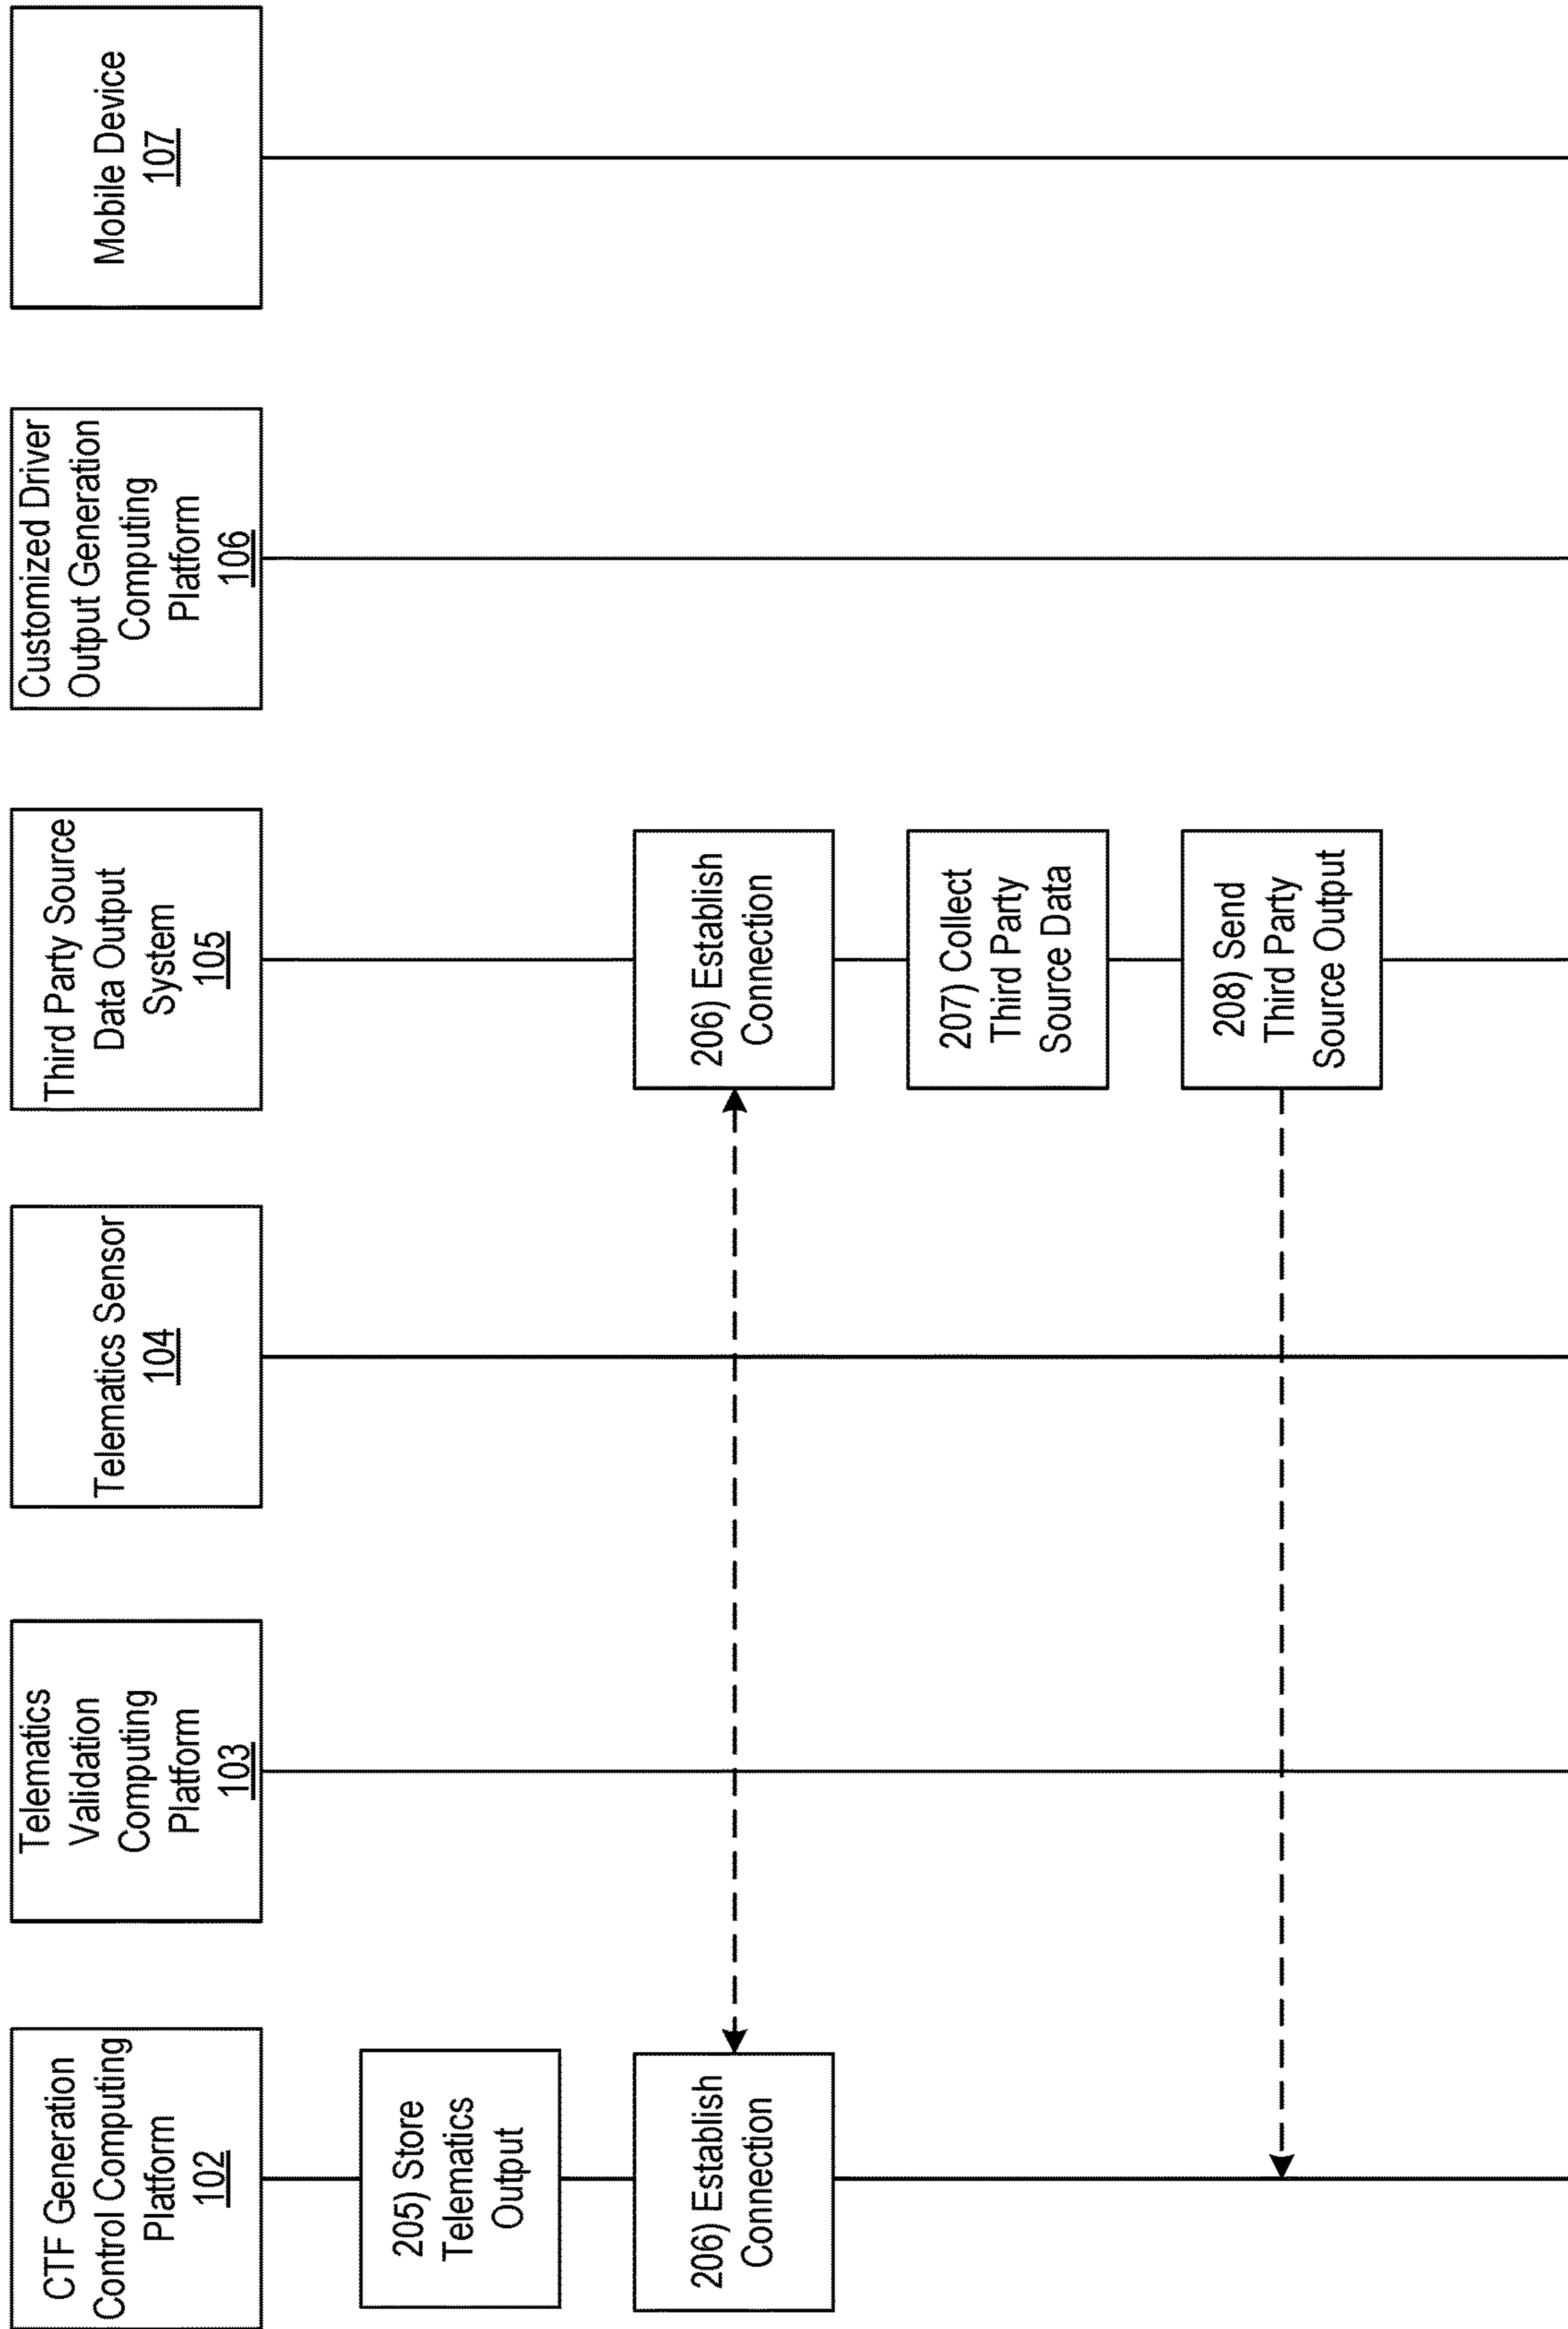 CTF Generation
Control Computing
Platform
102
Telematics
Validation
Computing
Platform
103
Telematics Sensor
104
Third Party Source
Data Output
System
105
Customized Driver
Output Generation
Computing
Platform
106
Mobile Device
107
205) Store
Telematics
Output
206) Establish
Connection
206) Establish
Connection
207) Collect
Third Party
Source Data
208) Send
Third Party
Source Output